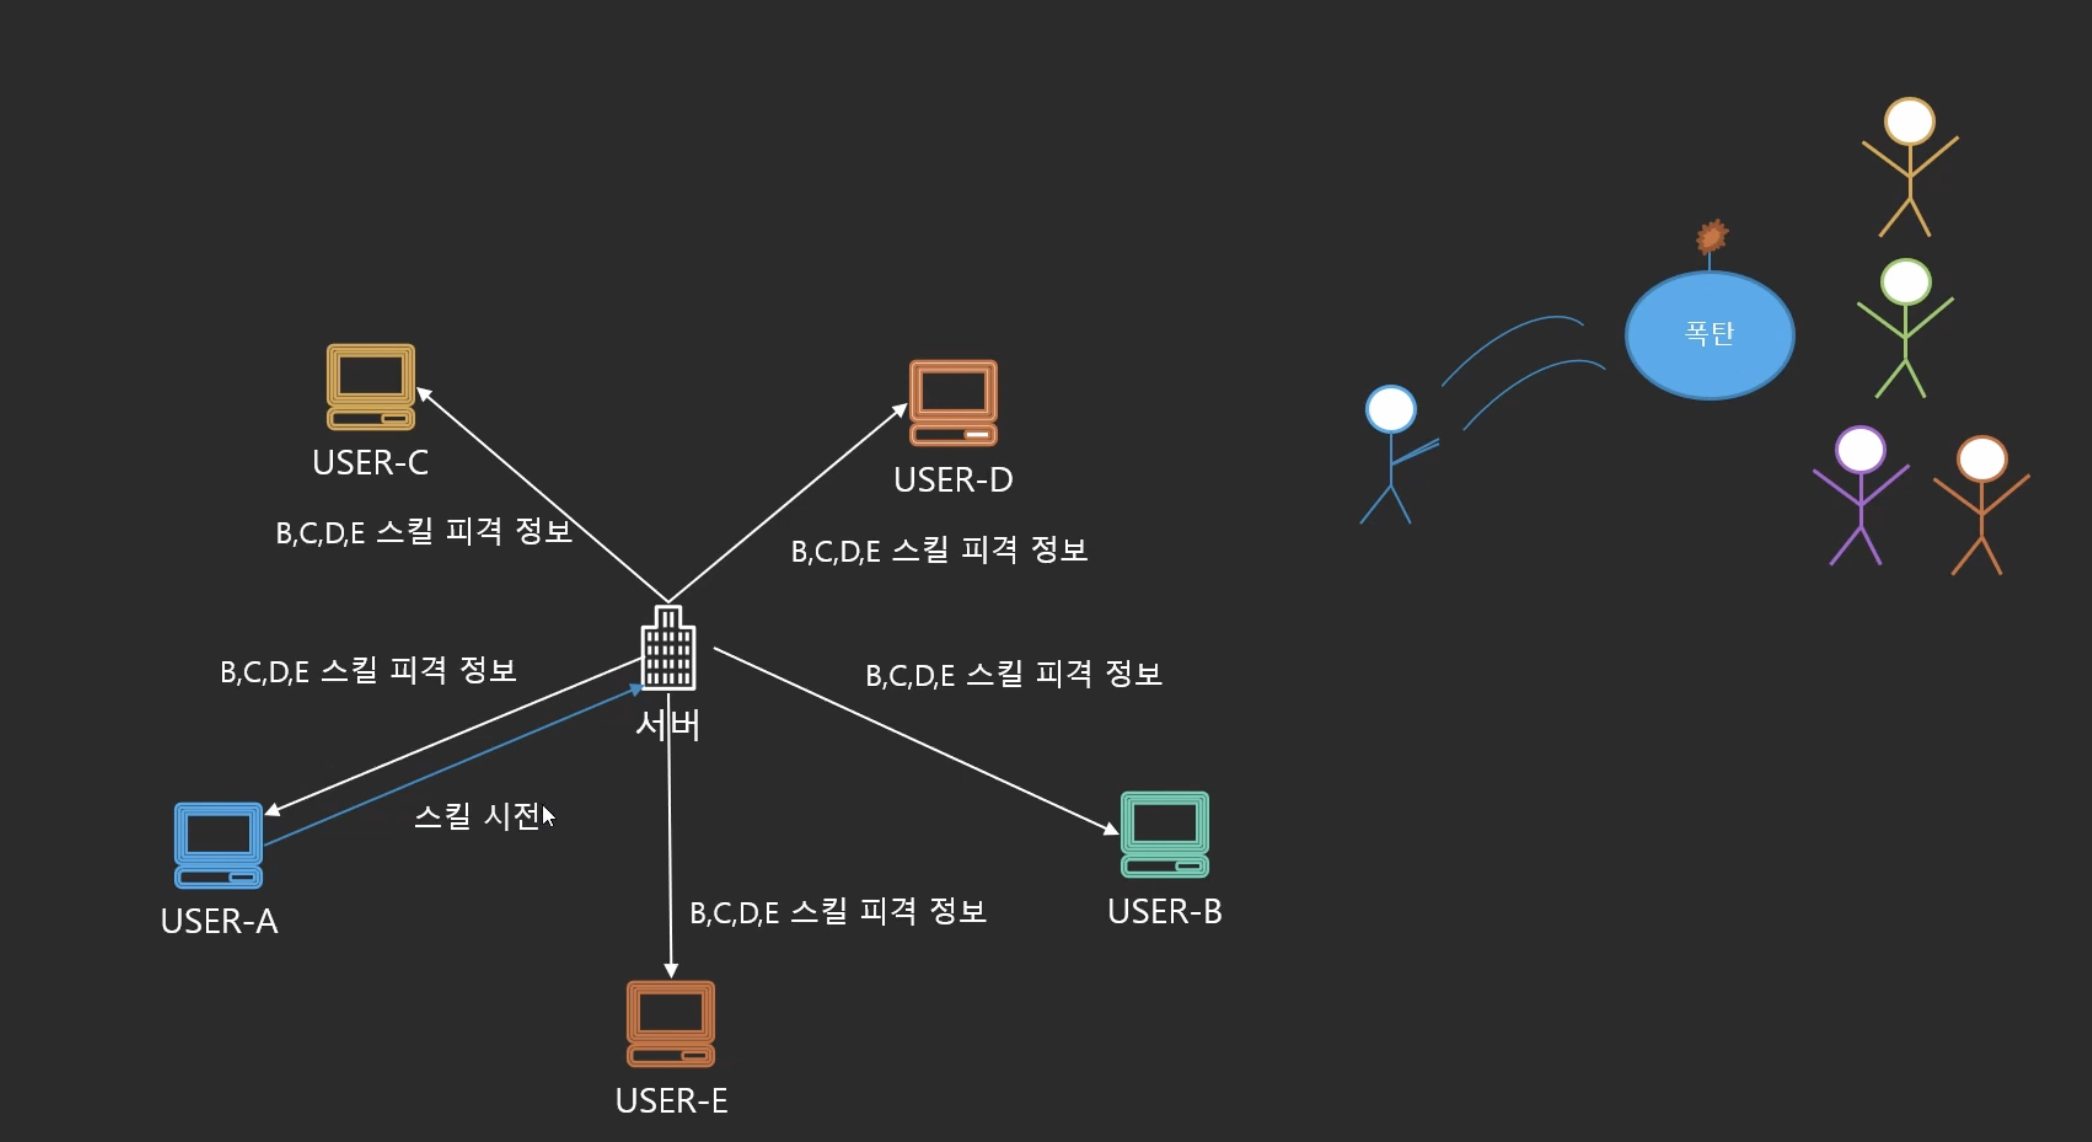 폭탄
USER-C
USER-D
B,C,D,E 스킬 피격 정보
B,C,D,E 스킬 피격 정보
B,C,D,E 스킬 피격 정보
B,C,D,E 스킬 피격 정보
서버
스킬 시전
USER-A
B,C,D,E 스킬 피격 정보
USER-B
USER-E